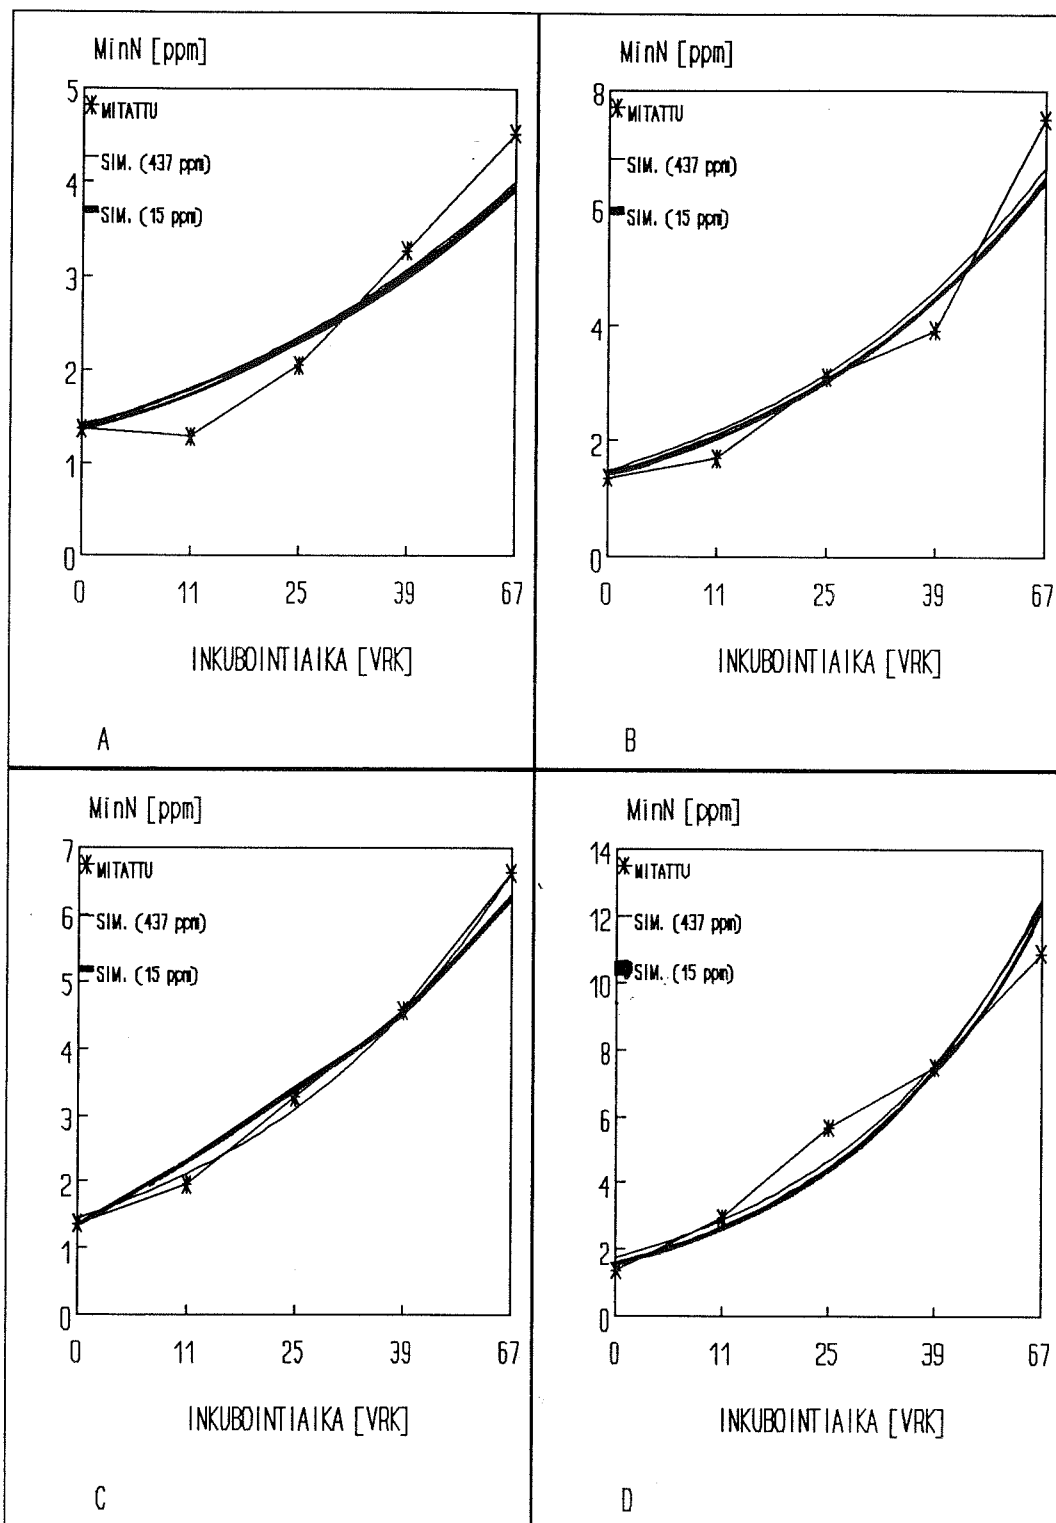 MinN [ppm]
5
MITATTU
SIM. (437 ppm)
4
SIM. (15 ppm)
3
2
1
0
0 11 25 39 67
INKUBOINTIAIKA [VRK]
A
MinN [ppm]
8
MITATTU
SIM. (437 ppm)
6
SIM. (15 ppm)
4
2
0
0 11 25 39 67
INKUBOINTIAIKA [VRK]
B
MinN [ppm]
7
MITATTU
6
SIM. (437 ppm)
SIM. (15 ppm)
5
4
3
2
1
0
0 11 25 39 67
INKUBOINTIAIKA [VRK]
C
MinN [ppm]
14
MITATTU
12
SIM. (437 ppm)
SIM. (15 ppm)
10
8
6
4
2
0
0 11 25 39 67
INKUBOINTIAIKA [VRK]
D